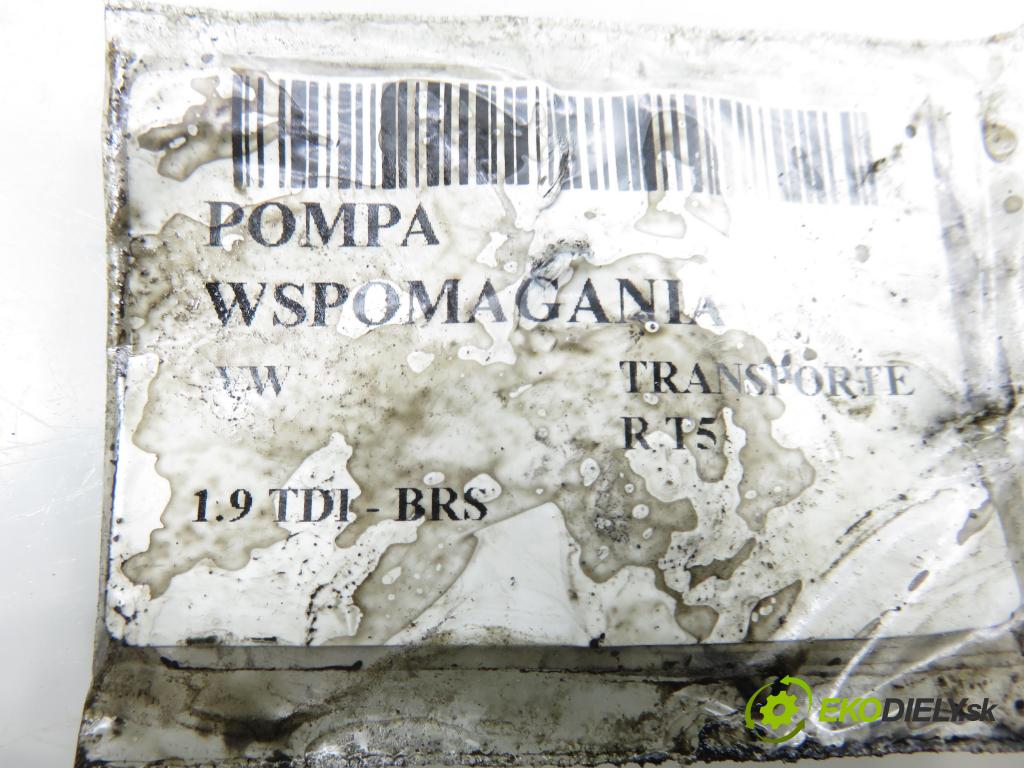 POMPA
WSPOMAGANIA
VW
TRANSPORTE
R T5
1.9 TDI - BRS
EKODIELY.sk